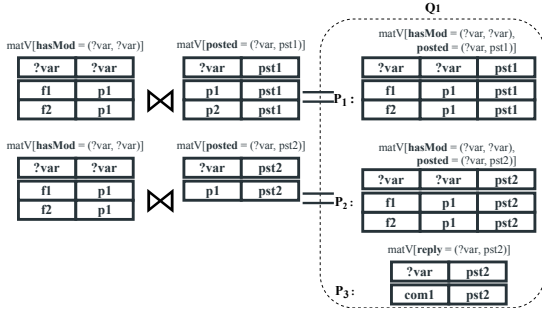 Q1
matV[hasMod = (?var, ?var)]
?var ?var
f1 p1
f2 p1
matV[posted = (?var, pst1)]
?var pst1
p1 pst1
p2 pst1
P1:
matV[hasMod = (?var, ?var),
posted = (?var, pst1)]
?var ?var pst1
f1 p1 pst1
f2 p1 pst1
matV[hasMod = (?var, ?var)]
?var ?var
f1 p1
f2 p1
matV[posted = (?var, pst2)]
?var pst2
p1 pst2
P2:
matV[hasMod = (?var, ?var),
posted = (?var, pst2)]
?var ?var pst2
f1 p1 pst2
f2 p1 pst2
P3:
matV[reply = (?var, pst2)]
?var pst2
com1 pst2